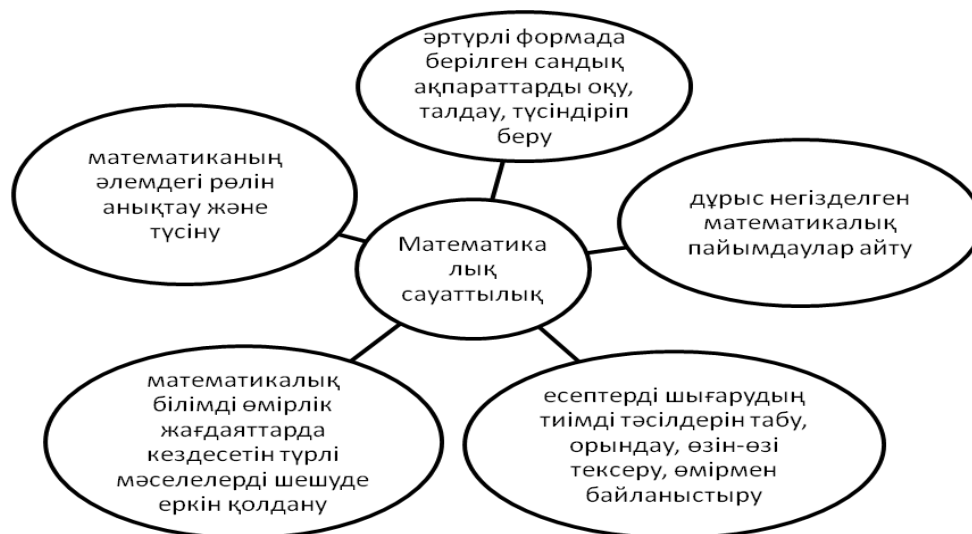 әртүрлі формада
берілген сандық
ақпараттарды оқу,
талдау, түсіндіріп
беру
математиканың
әлемдегі рөлін
анықтау және
түсіну
дұрыс негізделген
математикалық
пайымдаулар айту
Математика
лық
сауаттылық
математикалық
білімді өмірлік
жағдаяттарда
кездесетін түрлі
мәселелерді шешуде
еркін қолдану
есептерді шығарудың
тиімді тәсілдерін табу,
орындау, өзін-өзі
тексеру, өмірмен
байланыстыру